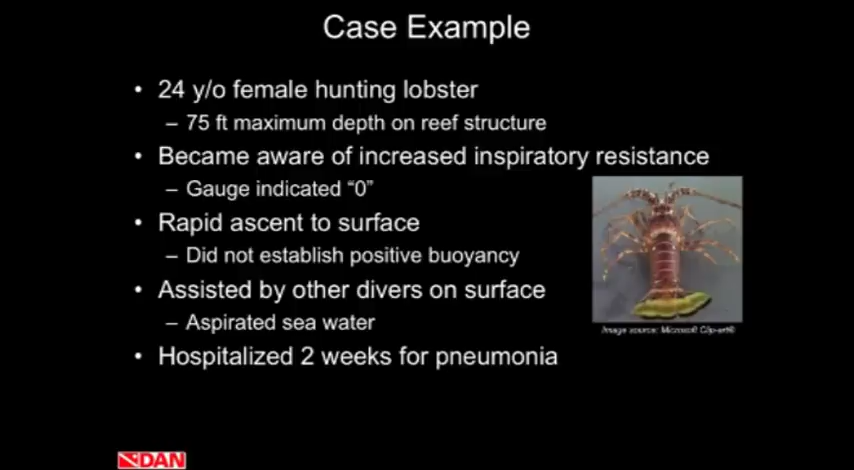 Case Example
• 24 y/o female hunting lobster
– 75 ft maximum depth on reef structure
• Became aware of increased inspiratory resistance
– Gauge indicated "0"
• Rapid ascent to surface
– Did not establish positive buoyancy
• Assisted by other divers on surface
– Aspirated sea water
Image source: Microsoft Clip-art®
• Hospitalized 2 weeks for pneumonia
DAN